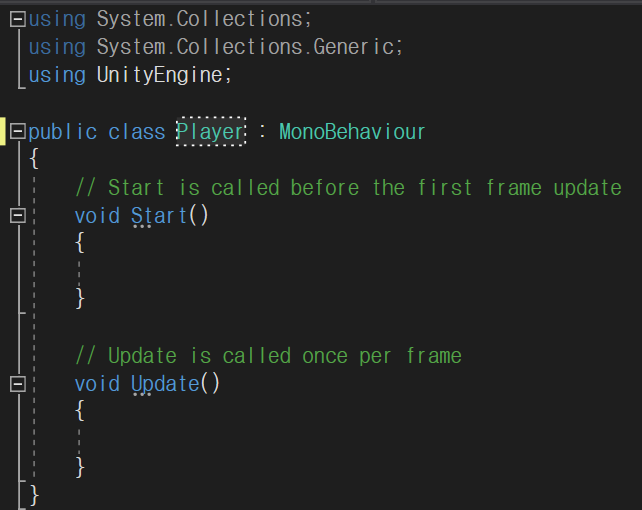 using System.Collections;
using System.Collections.Generic;
using UnityEngine;
public class Player : MonoBehaviour
{
// Start is called before the first frame update
void Start()
{
}
// Update is called once per frame
void Update()
{
}
}